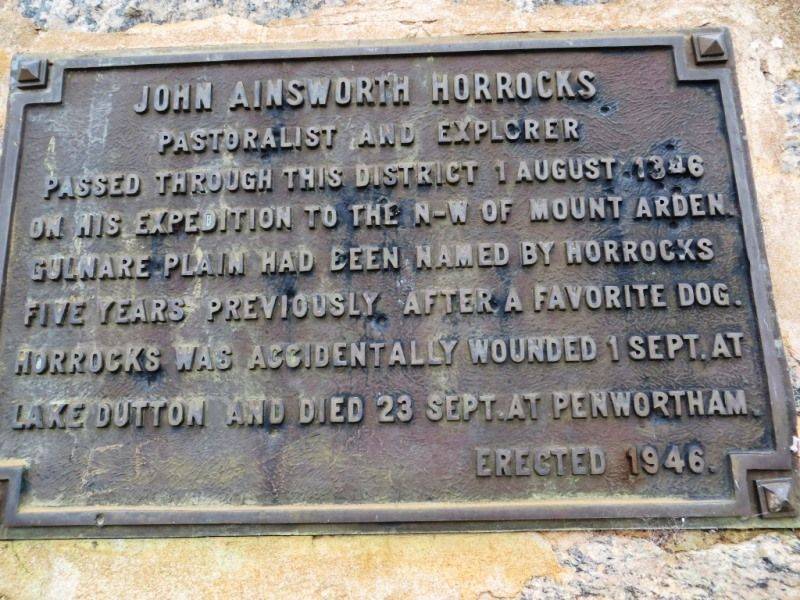 JOHN AINSWORTH HORROCKS
PASTORALIST AND EXPLORER
PASSED THROUGH THIS DISTRICT 1 AUGUST 1846
ON HIS EXPEDITION TO THE N-W OF MOUNT ARDEN.
GULNARE PLAIN HAD BEEN NAMED BY HORROCKS
FIVE YEARS PREVIOUSLY AFTER A FAVORITE DOG.
HORROCKS WAS ACCIDENTALLY WOUNDED 1 SEPT. AT
LAKE DUTTON AND DIED 23 SEPT. AT PENWORTHAM.
ERECTED 1946.